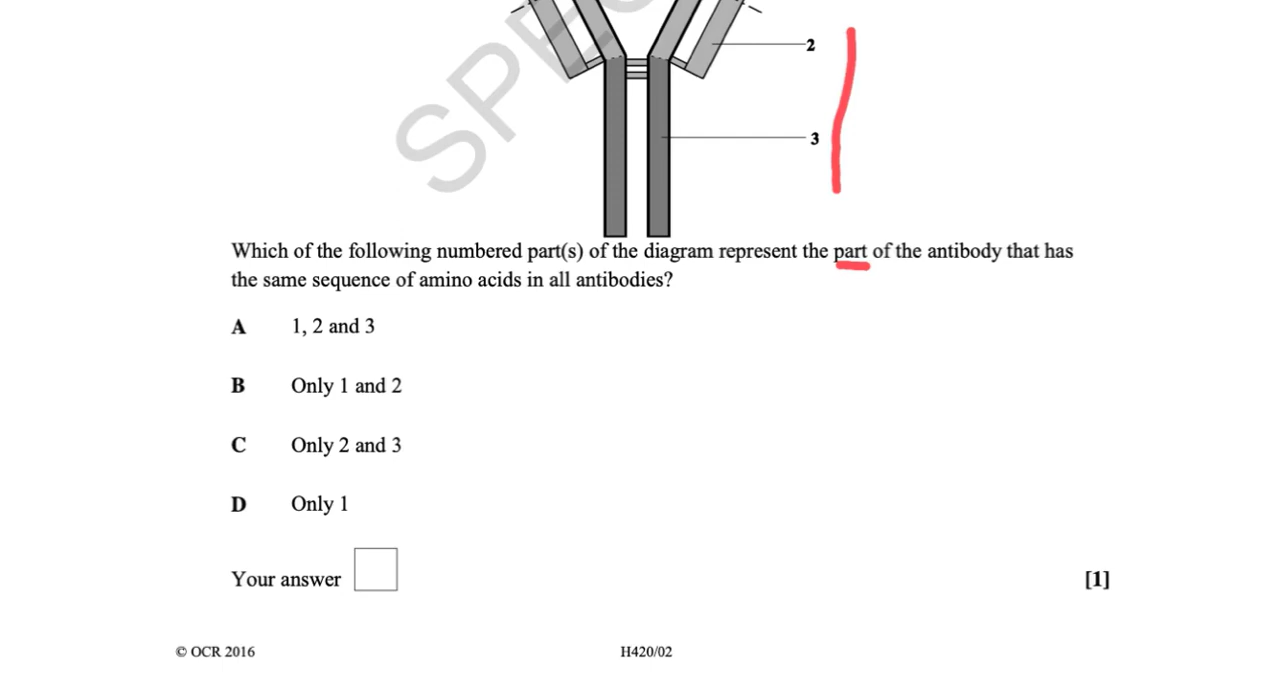 SPE
2
3
Which of the following numbered part(s) of the diagram represent the part of the antibody that has
the same sequence of amino acids in all antibodies?
A 1, 2 and 3
B Only 1 and 2
C Only 2 and 3
D Only 1
Your answer [1]
© OCR 2016 H420/02